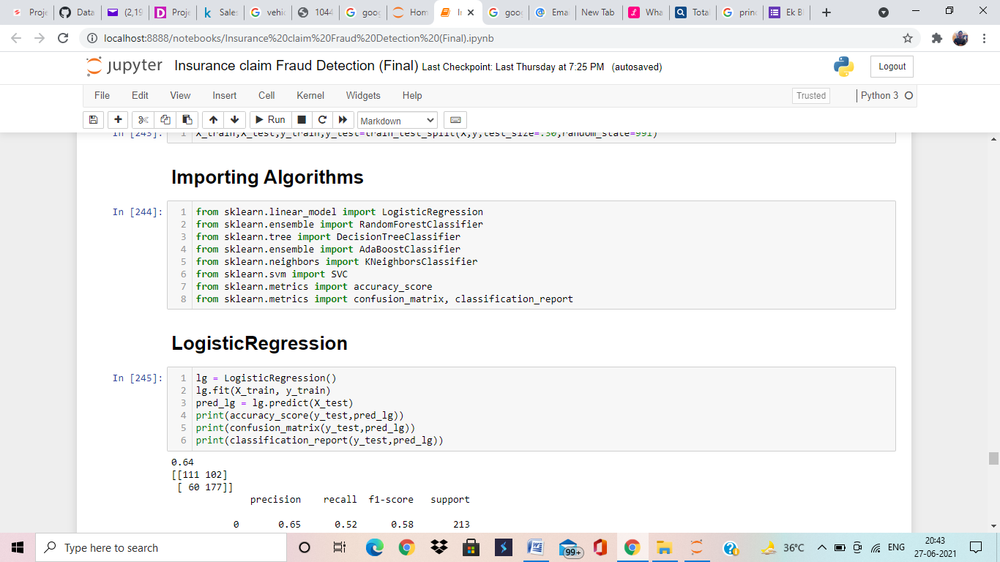 Proje
Data
(2,19
Proje
Sales
vehic
1044
goog
Hom
I
goog
Emai
New Tab
Wha
Total
princ
Ek Bh
localhost:8888/notebooks/Insurance%20claim%20Fraud%20Detection%20(Final).ipynb
jupyter Insurance claim Fraud Detection (Final) Last Checkpoint: Last Thursday at 7:25 PM (autosaved)
Logout
File Edit View Insert Cell Kernel Widgets Help
Trusted
Python 3
Run
Markdown
In [243]: 1 X_train,X_test,y_train,y_test=train_test_split(X,y,test_size=.30,random_state=991)
Importing Algorithms
In [244]:
1 from sklearn.linear_model import LogisticRegression
2 from sklearn.ensemble import RandomForestClassifier
3 from sklearn.tree import DecisionTreeClassifier
4 from sklearn.ensemble import AdaBoostClassifier
5 from sklearn.neighbors import KNeighborsClassifier
6 from sklearn.svm import SVC
7 from sklearn.metrics import accuracy_score
8 from sklearn.metrics import confusion_matrix, classification_report
LogisticRegression
In [245]:
1 lg = LogisticRegression()
2 lg.fit(X_train, y_train)
3 pred_lg = lg.predict(X_test)
4 print(accuracy_score(y_test,pred_lg))
5 print(confusion_matrix(y_test,pred_lg))
6 print(classification_report(y_test,pred_lg))
0.64
[[111 102]
[ 60 177]]
precision recall f1-score support
0 0.65 0.52 0.58 213
Type here to search
99+
36°C
ENG
20:43
27-06-2021